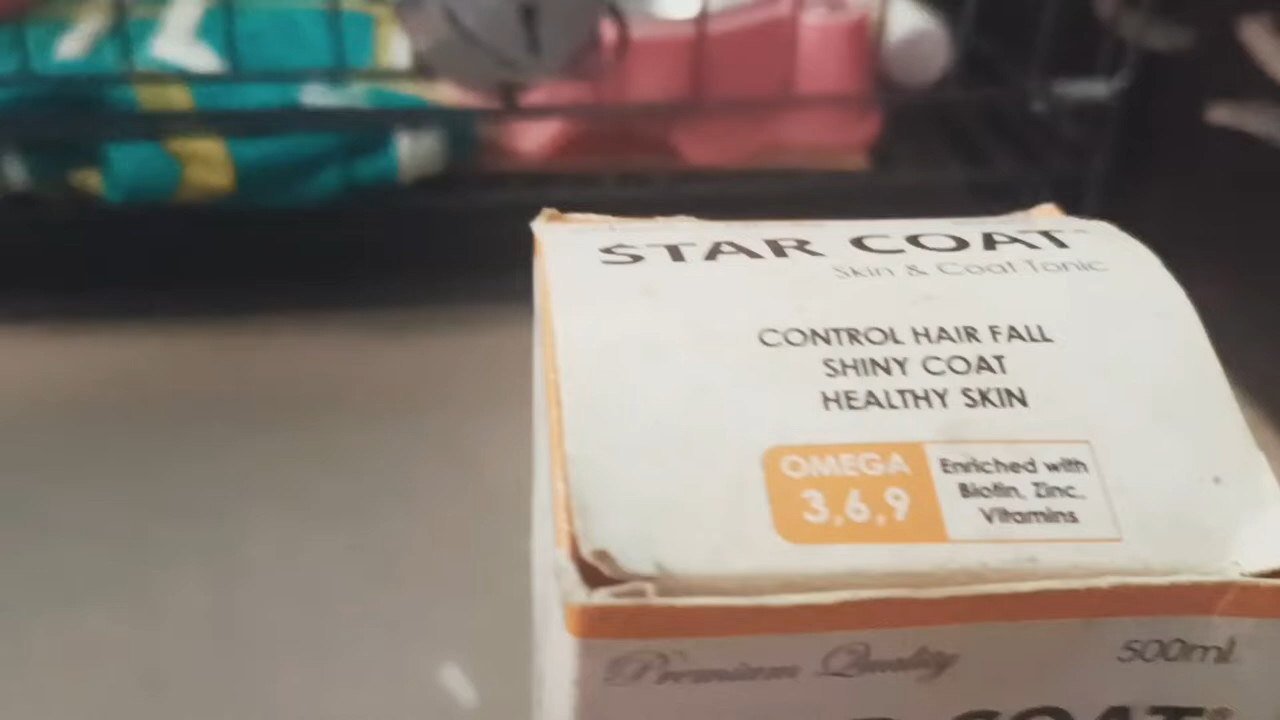 STAR COAT
Skin & Coat Tonic
CONTROL HAIR FALL
SHINY COAT
HEALTHY SKIN
OMEGA
3,6,9
Enriched with
Biotin, Zinc,
Vitamins
Premium Quality
500ml
COAT